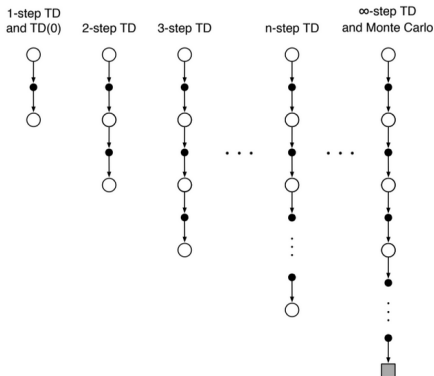 1-step TD
and TD(0)
2-step TD
3-step TD
n-step TD
∞-step TD
and Monte Carlo